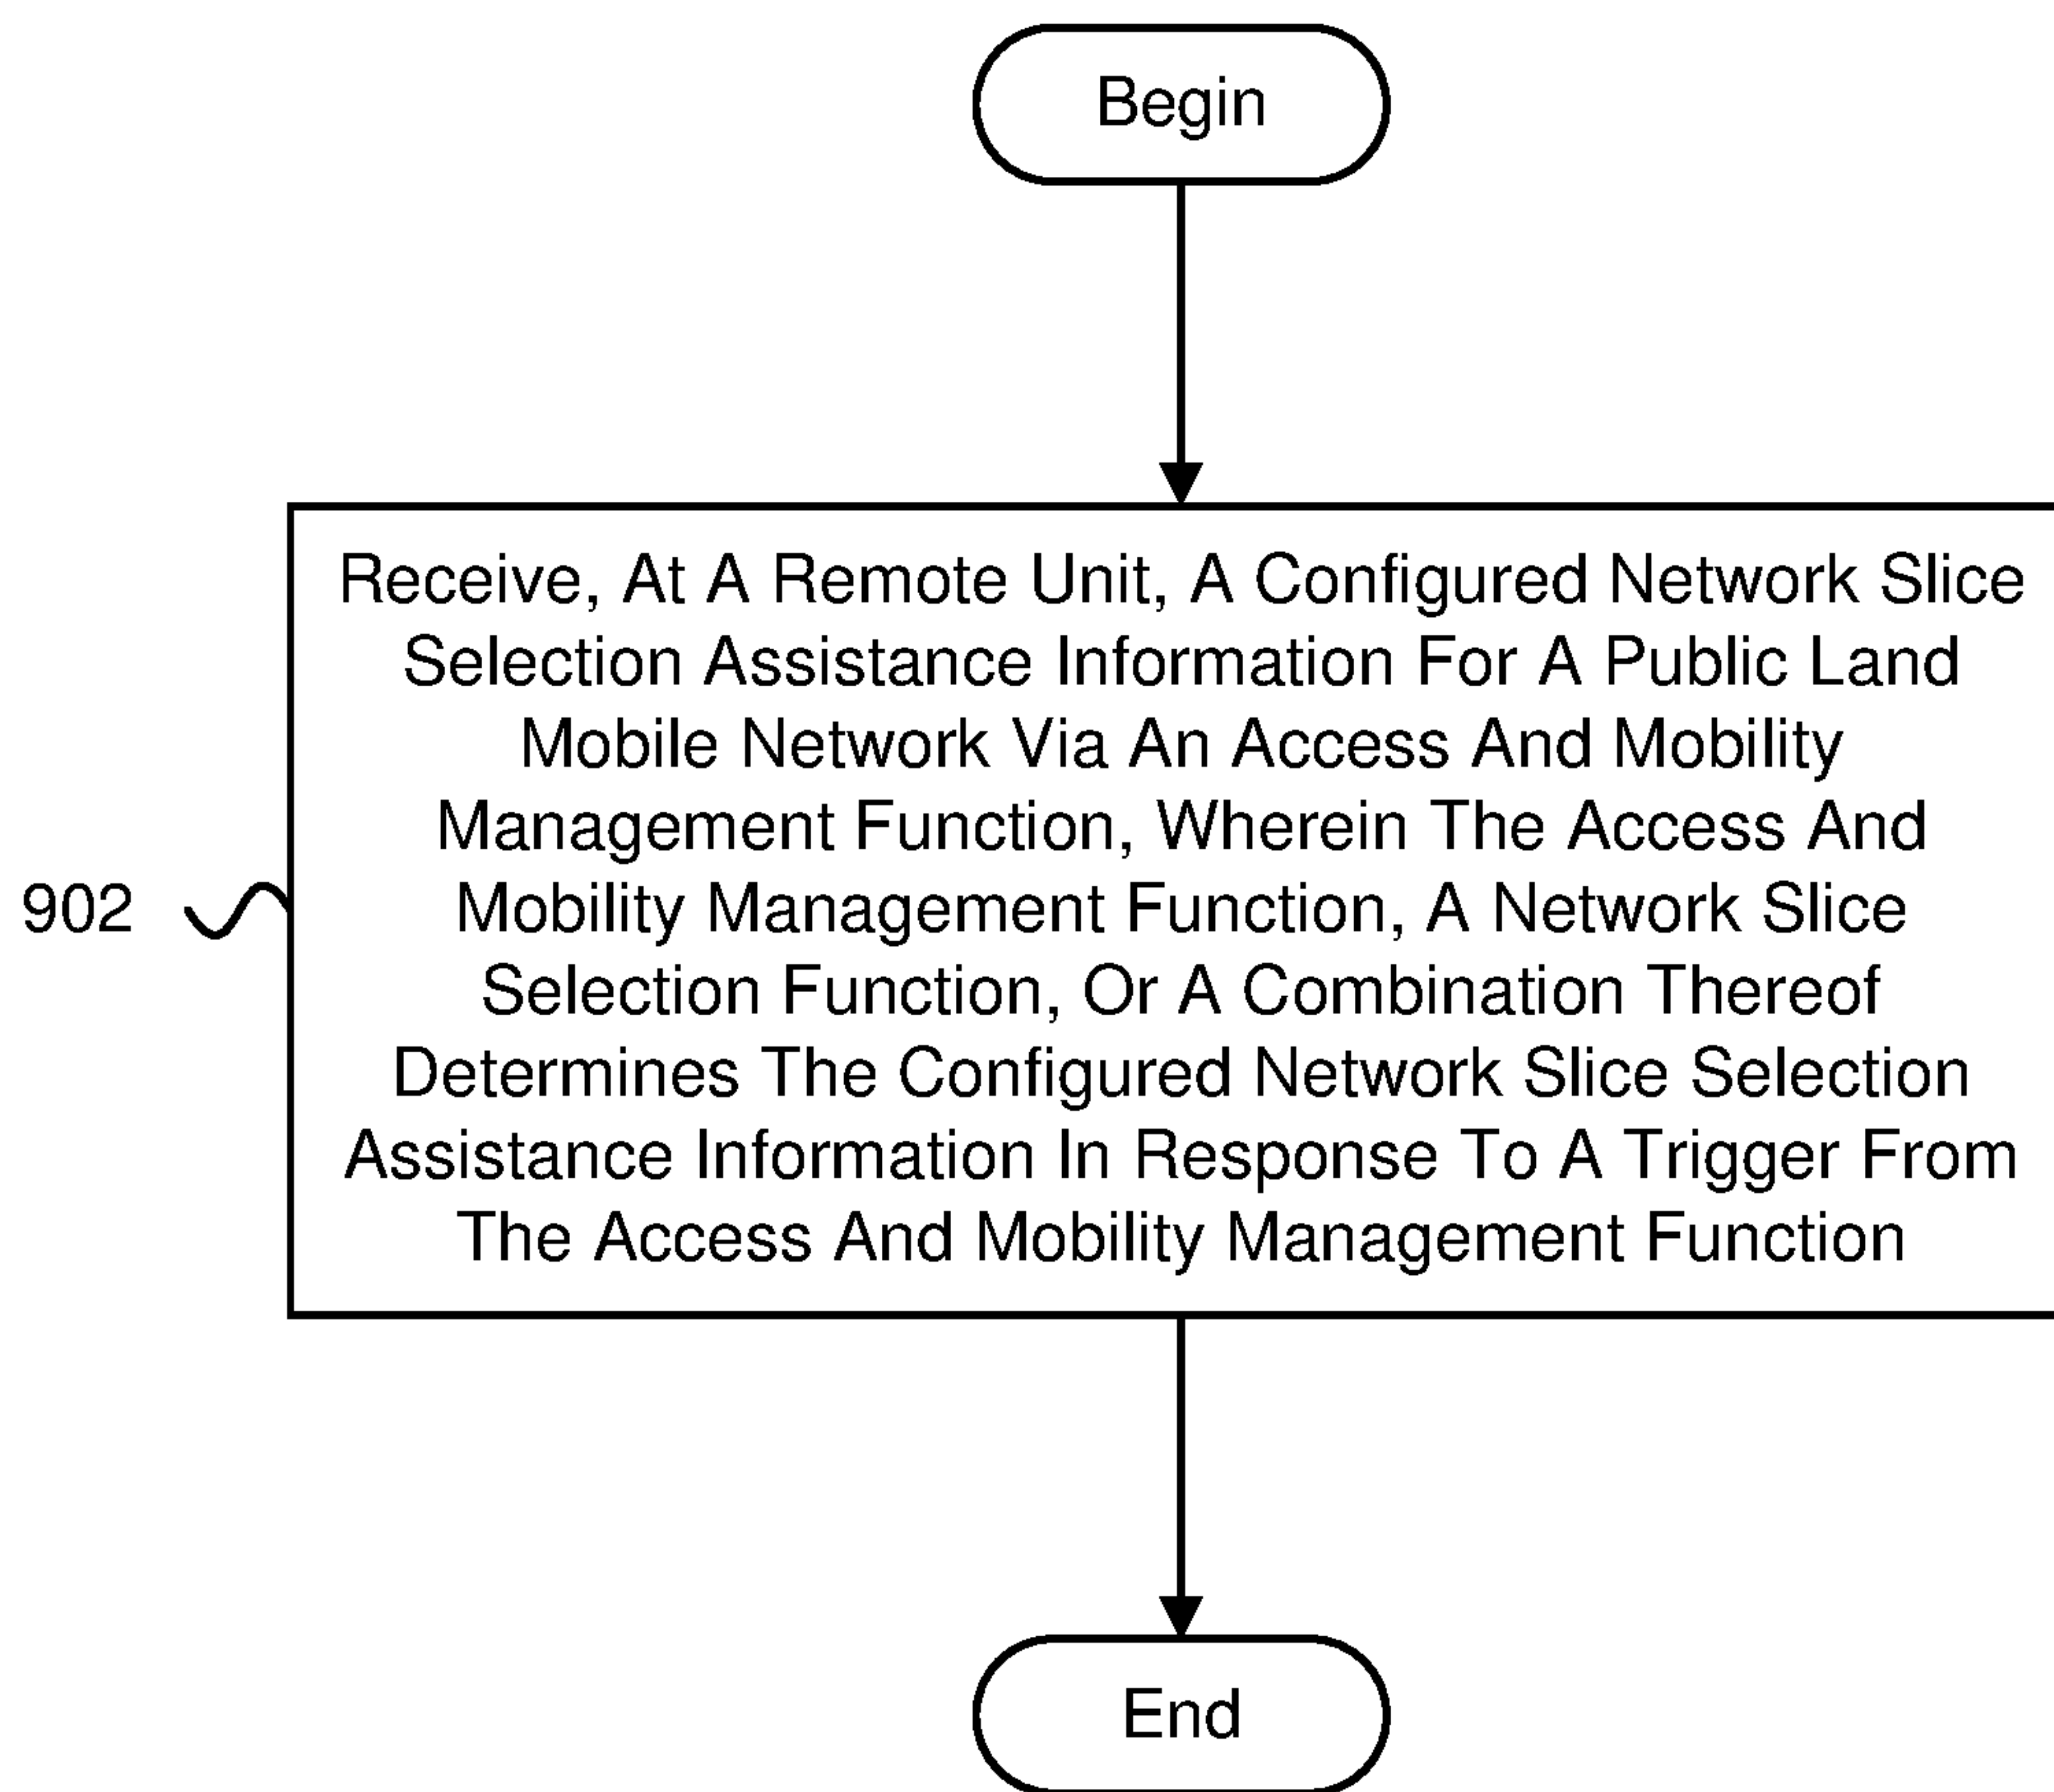 Begin
Receive, At A Remote Unit, A Configured Network Slice
Selection Assistance Information For A Public Land
Mobile Network Via An Access And Mobility
Management Function, Wherein The Access And
Mobility Management Function, A Network Slice
Selection Function, Or A Combination Thereof
Determines The Configured Network Slice Selection
Assistance Information In Response To A Trigger From
The Access And Mobility Management Function
902
End